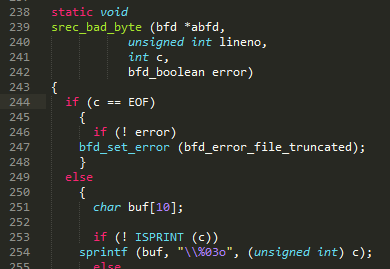 238 static void
239 srec_bad_byte (bfd *abfd,
240 unsigned int lineno,
241 int c,
242 bfd_boolean error)
243 {
244 if (c == EOF)
245 {
246 if (! error)
247 bfd_set_error (bfd_error_file_truncated);
248 }
249 else
250 {
251 char buf[10];
252
253 if (! ISPRINT (c))
254 sprintf (buf, "\\%03o", (unsigned int) c);
255 else